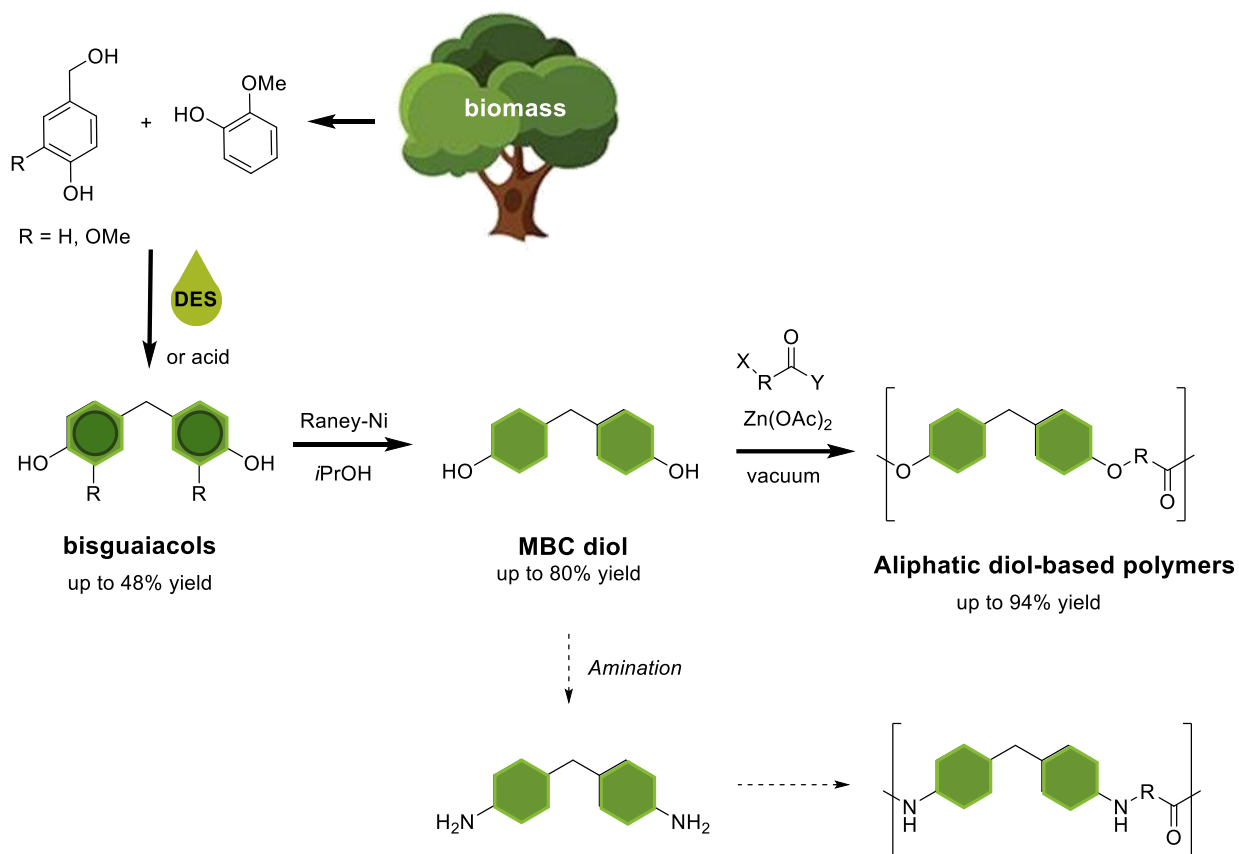 OH
OMe
HO
biomass
+
R
OH
R = H, OMe
DES
or acid
X
O
R
Y
Raney-Ni
Zn(OAc)2
HO
OH
R
R
iPrOH
HO
OH
vacuum
O
O
R
O
bisguaiacols
up to 48% yield
MBC diol
up to 80% yield
Aliphatic diol-based polymers
up to 94% yield
Amination
H2N
NH2
N
H
N
H
R
O